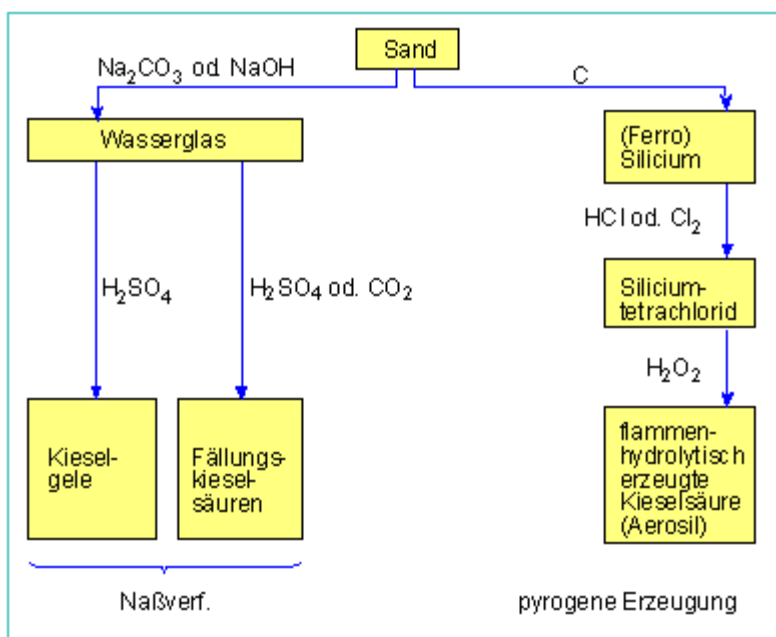 Sand
Na₂CO₃ od. NaOH
C
Wasserglas
(Ferro)
Silicium
HCl od. Cl₂
H₂SO₄
H₂SO₄ od. CO₂
Silicium-
tetrachlorid
H₂O₂
Kiesel-
gele
Fällungs-
kiesel-
säuren
flammen-
hydrolytisch
erzeugte
Kieselsäure
(Aerosil)
Naßverf.
pyrogene Erzeugung